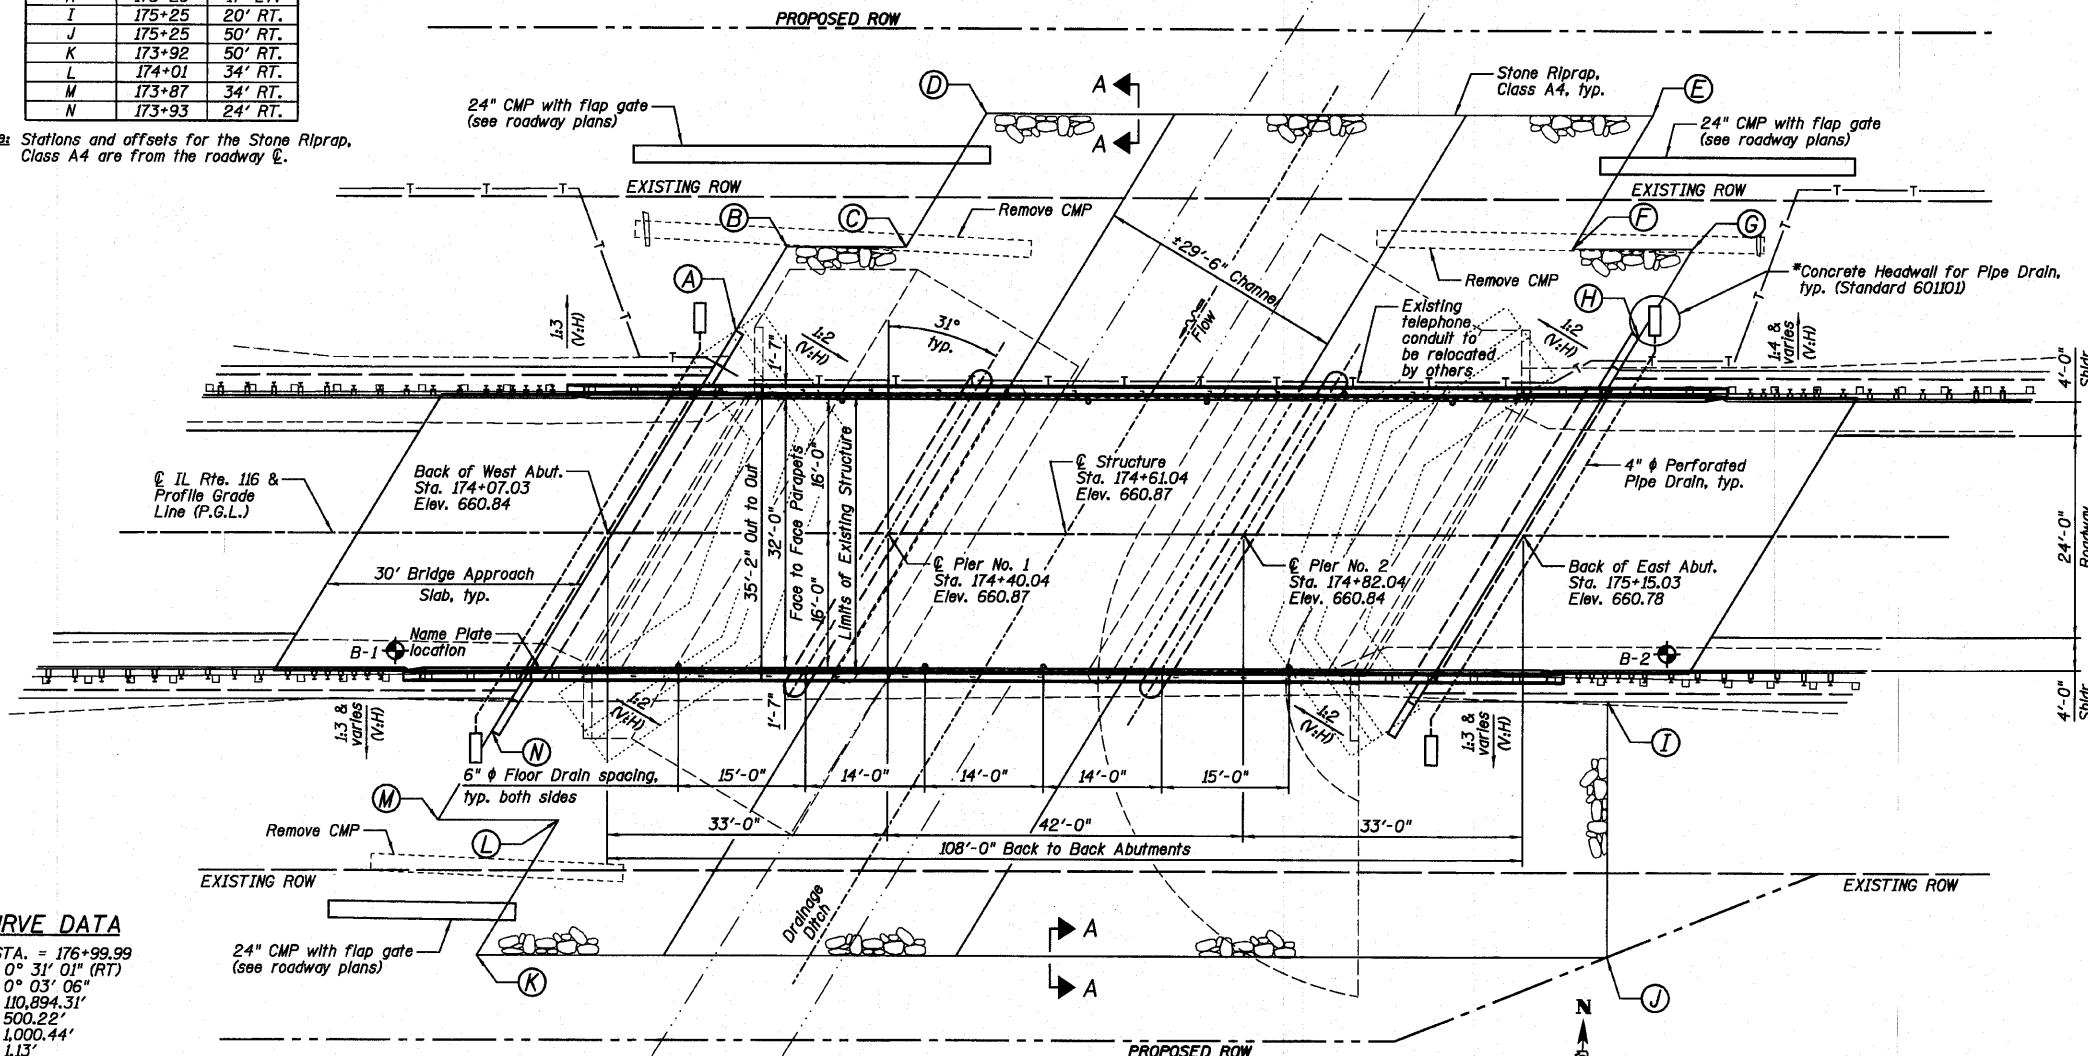 I 175+25 20' RT.
J 175+25 50' RT.
K 173+92 50' RT.
L 174+01 34' RT.
M 173+87 34' RT.
N 173+93 24' RT.
Stations and offsets for the Stone Riprap,
Class A4 are from the roadway ℄.
PROPOSED ROW
D
A
A
Stone Riprap,
Class A4, typ.
E
24" CMP with flap gate
(see roadway plans)
24" CMP with flap gate
(see roadway plans)
T T T
EXISTING ROW
EXISTING ROW
T T
B
C
Remove CMP
F
G
T
T
T
T
±29'-6" Channel
Remove CMP
*Concrete Headwall for Pipe Drain,
typ. (Standard 601101)
A
H
1:3
(V:H)
1:2
(V:H)
31°
typ.
Flow
Existing
telephone
conduit to
be relocated
by others
1:2
(V:H)
1:4 &
varies
(V:H)
1'-7"
4'-0"
Shldr.
℄ IL Rte. 116 &
Profile Grade
Line (P.G.L.)
Back of West Abut.
Sta. 174+07.03
Elev. 660.84
35'-2" Out to Out
32'-0"
Face to Face Parapets
16'-0"
16'-0"
Limits of Existing Structure
℄ Structure
Sta. 174+61.04
Elev. 660.87
4" ϕ Perforated
Pipe Drain, typ.
24'-0"
Roadway
30' Bridge Approach
Slab, typ.
℄ Pier No. 1
Sta. 174+40.04
Elev. 660.87
℄ Pier No. 2
Sta. 174+82.04
Elev. 660.84
Back of East Abut.
Sta. 175+15.03
Elev. 660.78
Name Plate
location
B-1
B-2
4'-0"
Shldr.
1:3 &
varies
(V:H)
1:2
(V:H)
1'-7"
1:2
(V:H)
1:3 &
varies
(V:H)
N
I
6" ϕ Floor Drain spacing,
typ. both sides
15'-0" 14'-0" 14'-0" 14'-0" 15'-0"
M
L
Remove CMP
33'-0" 42'-0" 33'-0"
108'-0" Back to Back Abutments
EXISTING ROW
EXISTING ROW
Drainage
Ditch
24" CMP with flap gate
(see roadway plans)
K
A
A
J
N
PROPOSED ROW
DATA
= 176+99.99
0° 31' 01" (RT)
0° 03' 06"
110,894.31'
500.22'
1,000.44'
1.13'